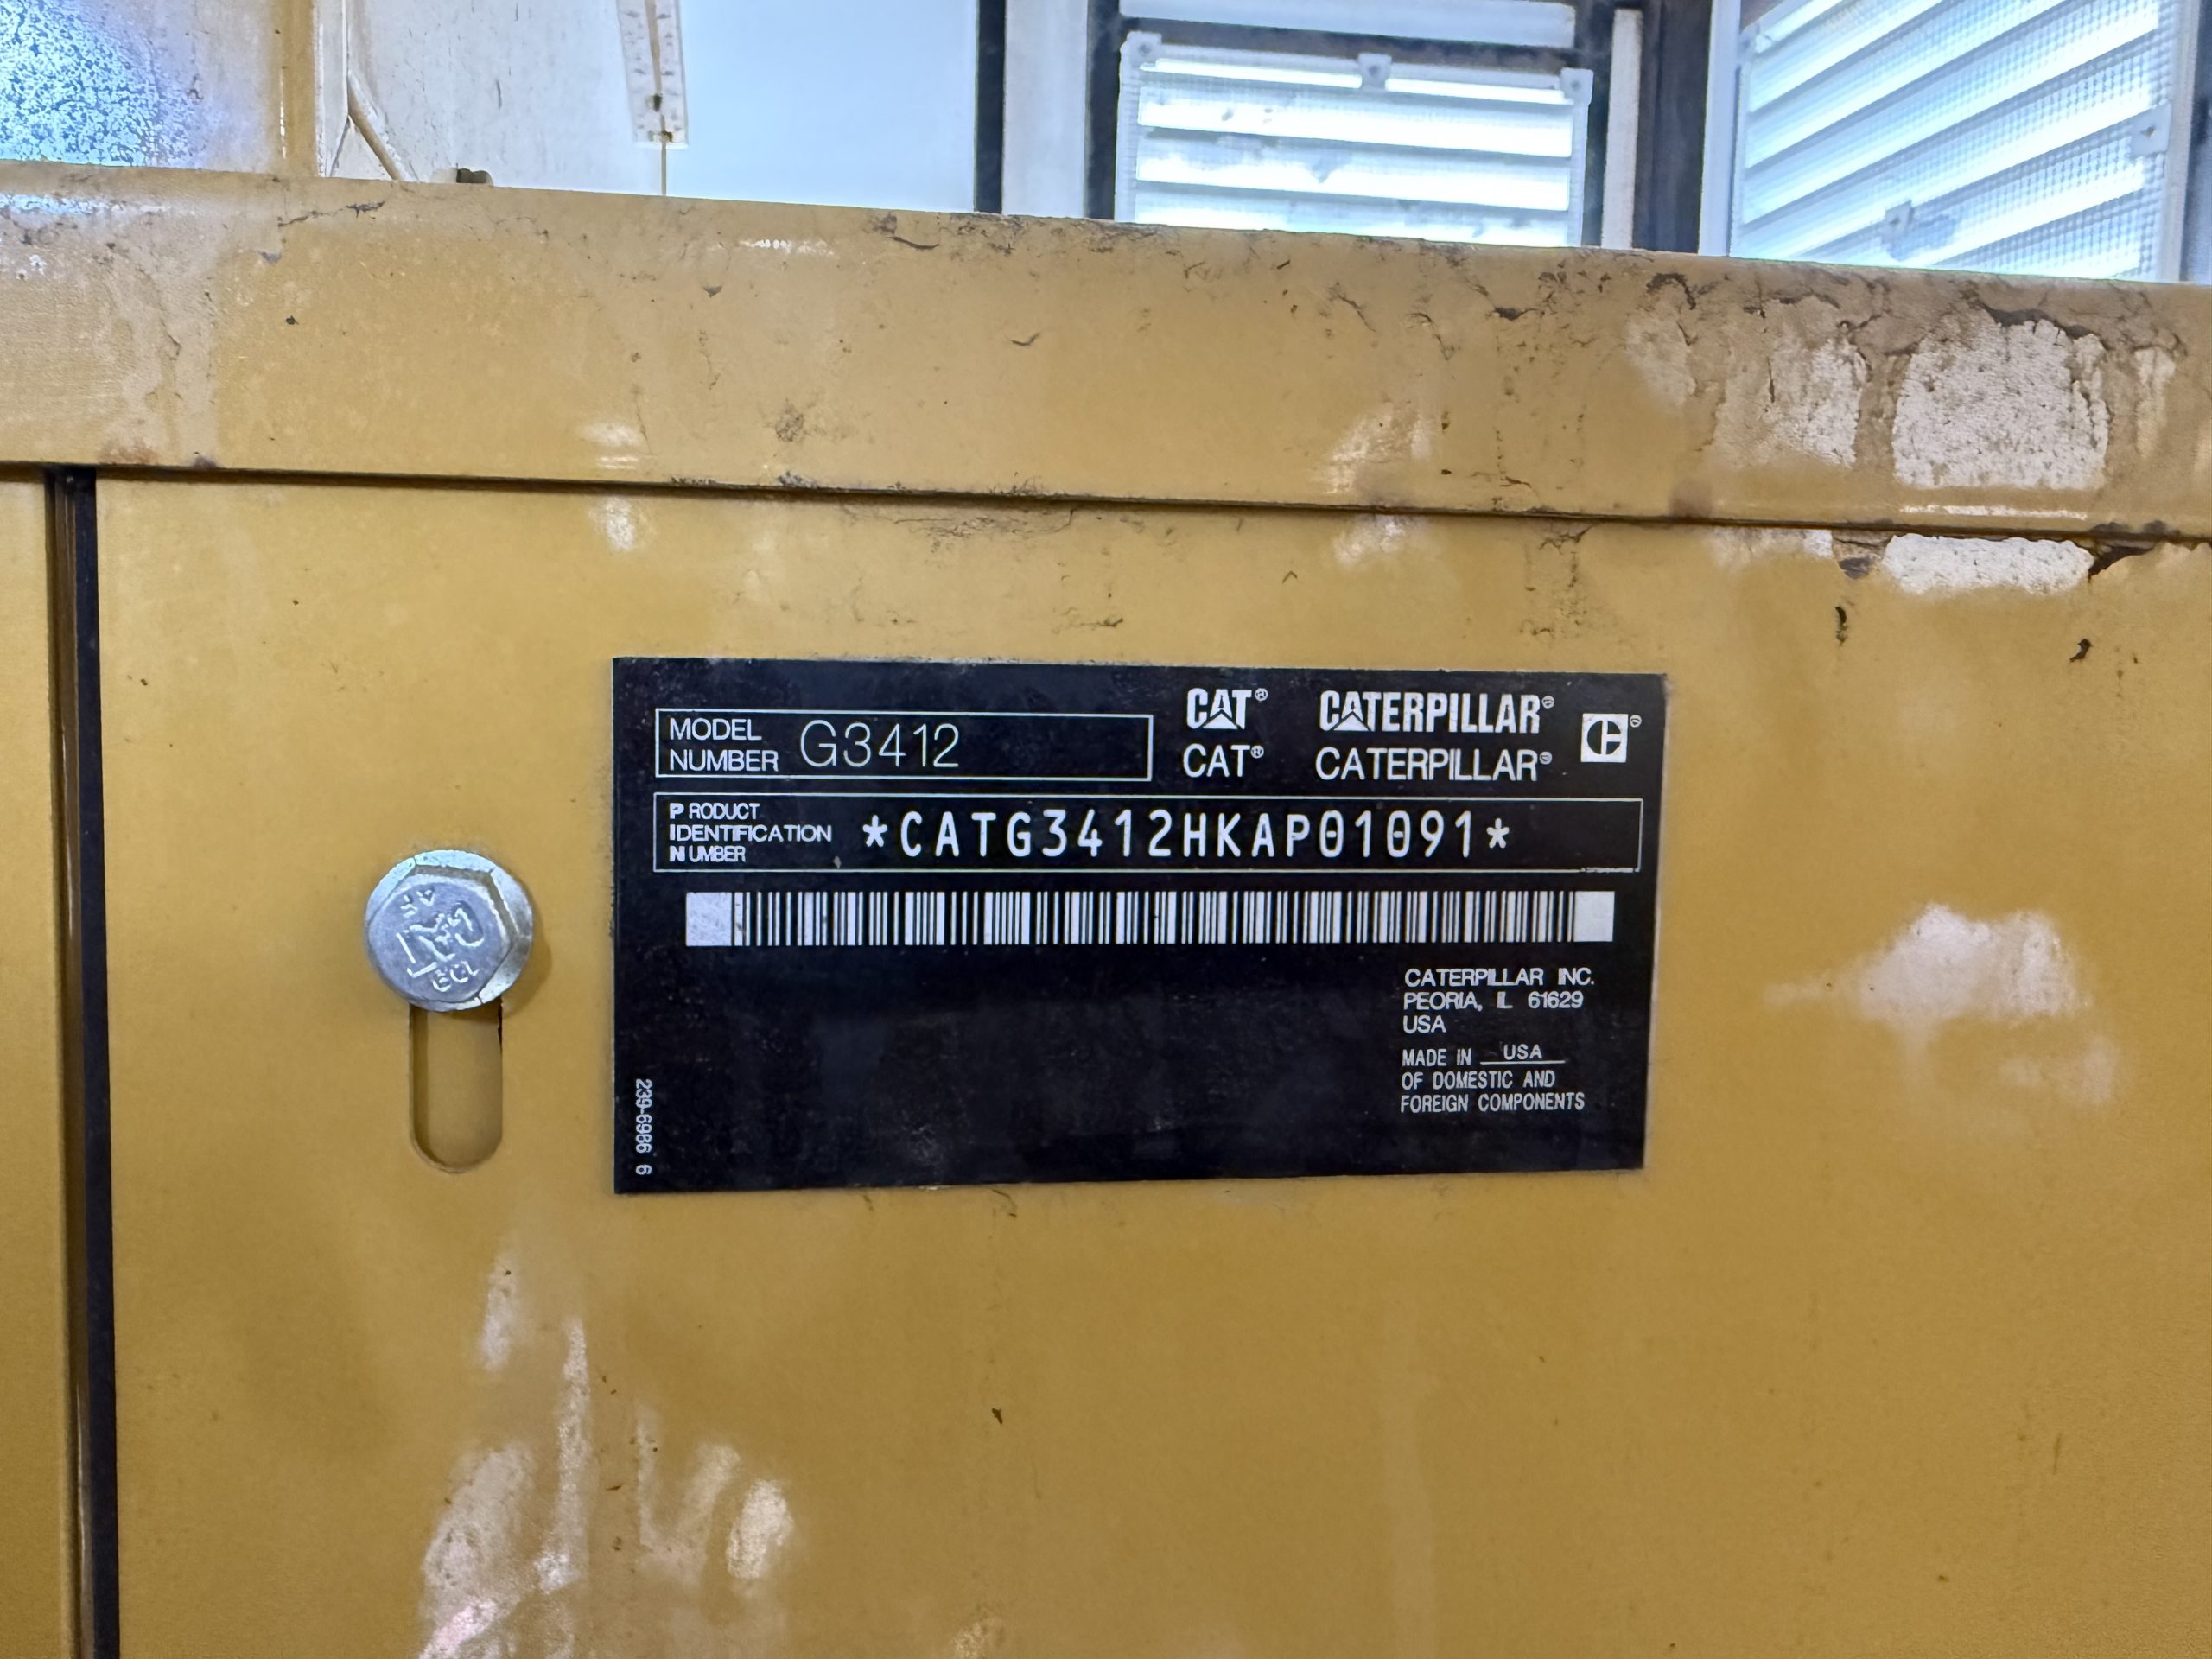 MODEL
NUMBER G3412
CAT® CATERPILLAR®
CAT® CATERPILLAR®
PRODUCT
IDENTIFICATION
NUMBER
*CATG3412HKAP01091*
CATERPILLAR INC.
PEORIA, IL 61629
USA
MADE IN USA
OF DOMESTIC AND
FOREIGN COMPONENTS
239-6986 6